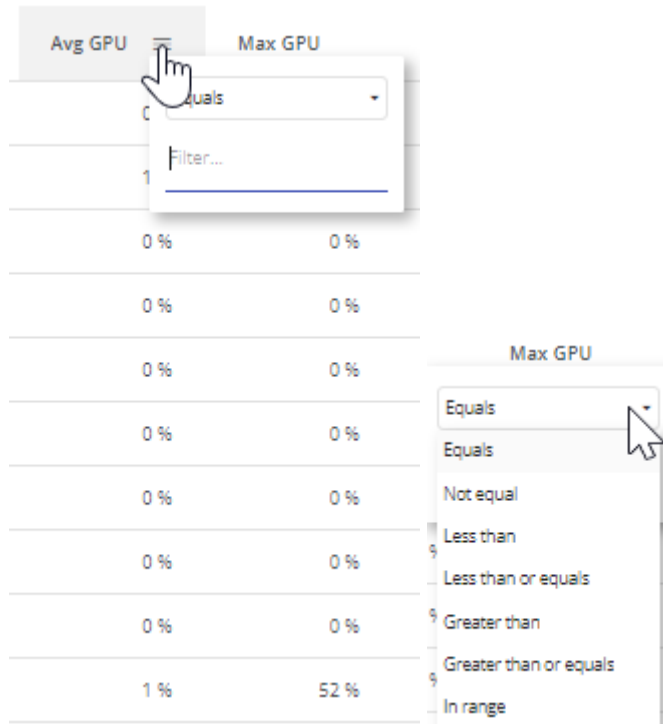 Avg GPU Max GPU
Equals
Filter...
0 % 0 %
0 % 0 %
0 % 0 %
0 % 0 %
0 % 0 %
0 % 0 %
0 % 0 %
1 % 52 %
Max GPU
Equals
Equals
Not equal
Less than
Less than or equals
Greater than
Greater than or equals
In range